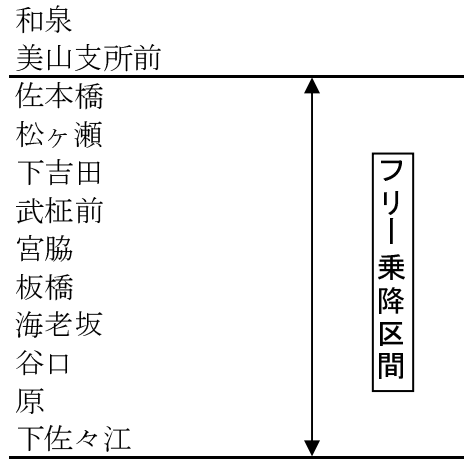 和泉
美山支所前
佐本橋
松ヶ瀬
下吉田
武柾前
宮脇
板橋
海老坂
谷口
原
下佐々江
フリー乗降区間